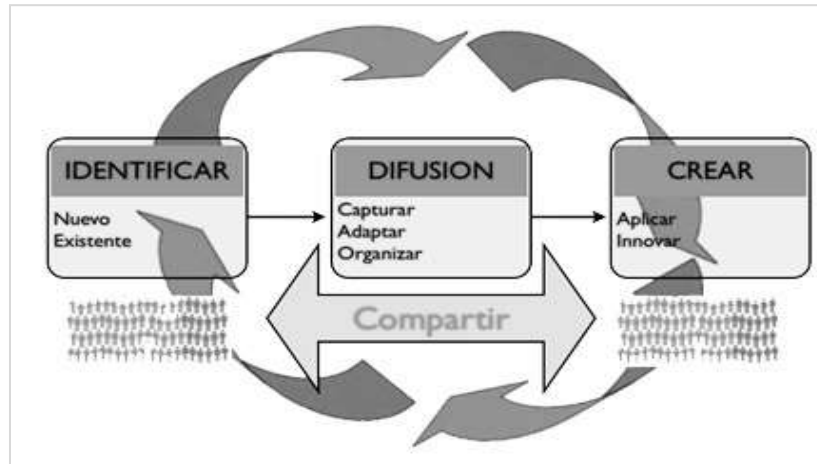 IDENTIFICAR
Nuevo
Existente
DIFUSION
Capturar
Adaptar
Organizar
CREAR
Aplicar
Innovar
Compartir